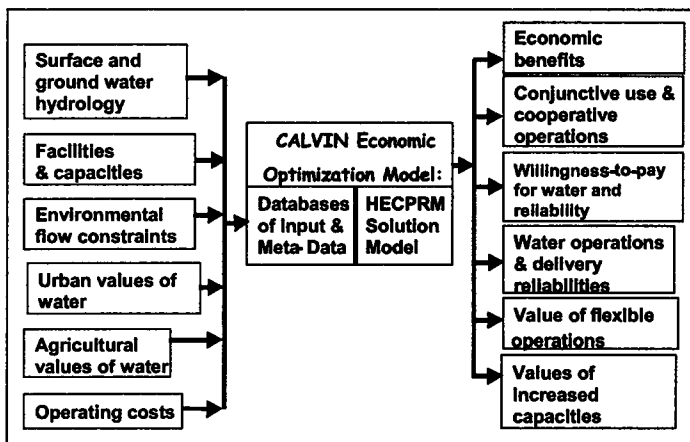 Surface and
ground water
hydrology
Facilities
& capacities
Environmental
flow constraints
Urban values of
water
Agricultural
values of water
Operating costs
CALVIN Economic
Optimization Model:
Databases
of Input &
Meta-Data
HECPRM
Solution
Model
Economic
benefits
Conjunctive use &
cooperative
operations
Willingness-to-pay
for water and
reliability
Water operations
& delivery
reliabilities
Value of flexible
operations
Values of
increased
capacities